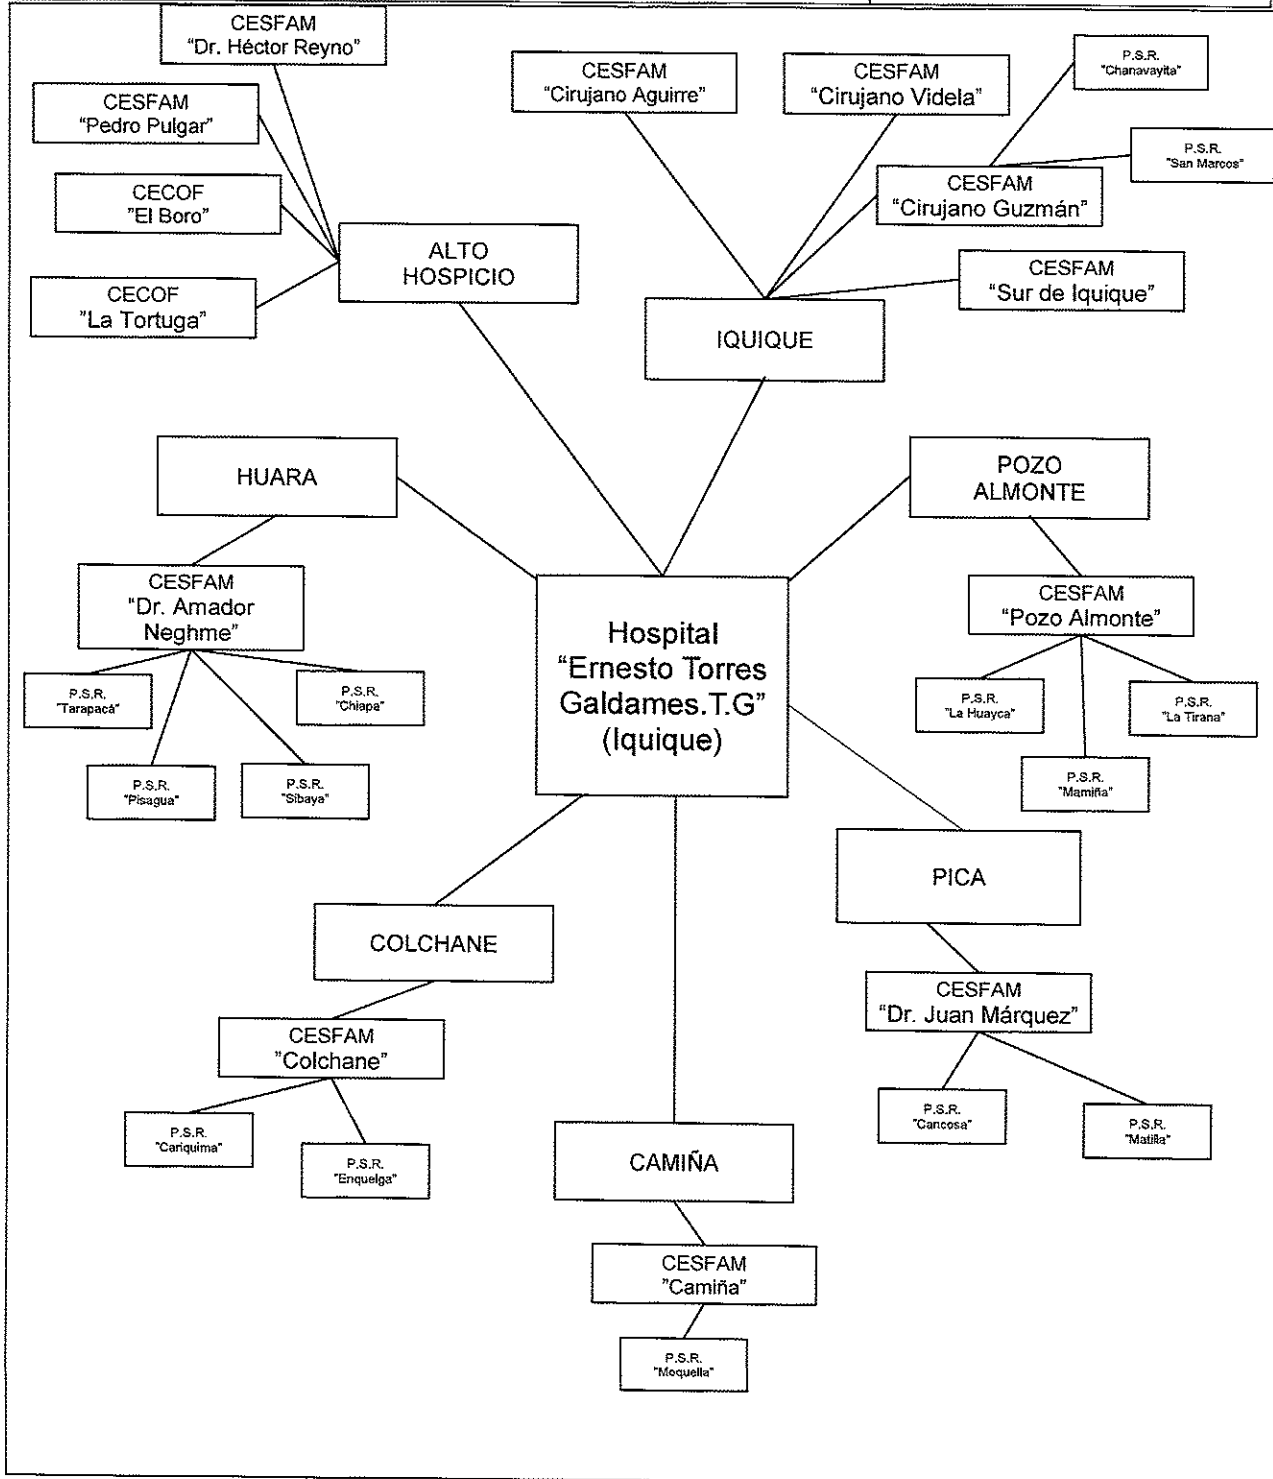 CESFAM
“Dr. Héctor Reyno”
CESFAM
"Pedro Pulgar”
CECOF
"El Boro”
CECOF
"La Tortuga”
ALTO
HOSPICIO
CESFAM
"Cirujano Aguirre”
CESFAM
"Cirujano Videla”
P.S.R.
"Chanavayita”
P.S.R.
"San Marcos”
CESFAM
"Cirujano Guzmán”
CESFAM
"Sur de Iquique”
IQUIQUE
HUARA
CESFAM
"Dr. Amador
Neghme”
P.S.R.
"Tarapacá”
P.S.R.
"Chiapa”
P.S.R.
"Pisagua”
P.S.R.
"Sibaya”
Hospital
“Ernesto Torres
Galdames.T.G”
(Iquique)
POZO
ALMONTE
CESFAM
"Pozo Almonte”
P.S.R.
"La Huayca”
P.S.R.
"La Tirana”
P.S.R.
"Mamiña”
PICA
CESFAM
“Dr. Juan Márquez”
P.S.R.
"Cancosa”
P.S.R.
"Matilla”
COLCHANE
CESFAM
"Colchane”
P.S.R.
"Cariquima”
P.S.R.
"Enquelga”
CAMIÑA
CESFAM
"Camiña”
P.S.R.
"Moquella”